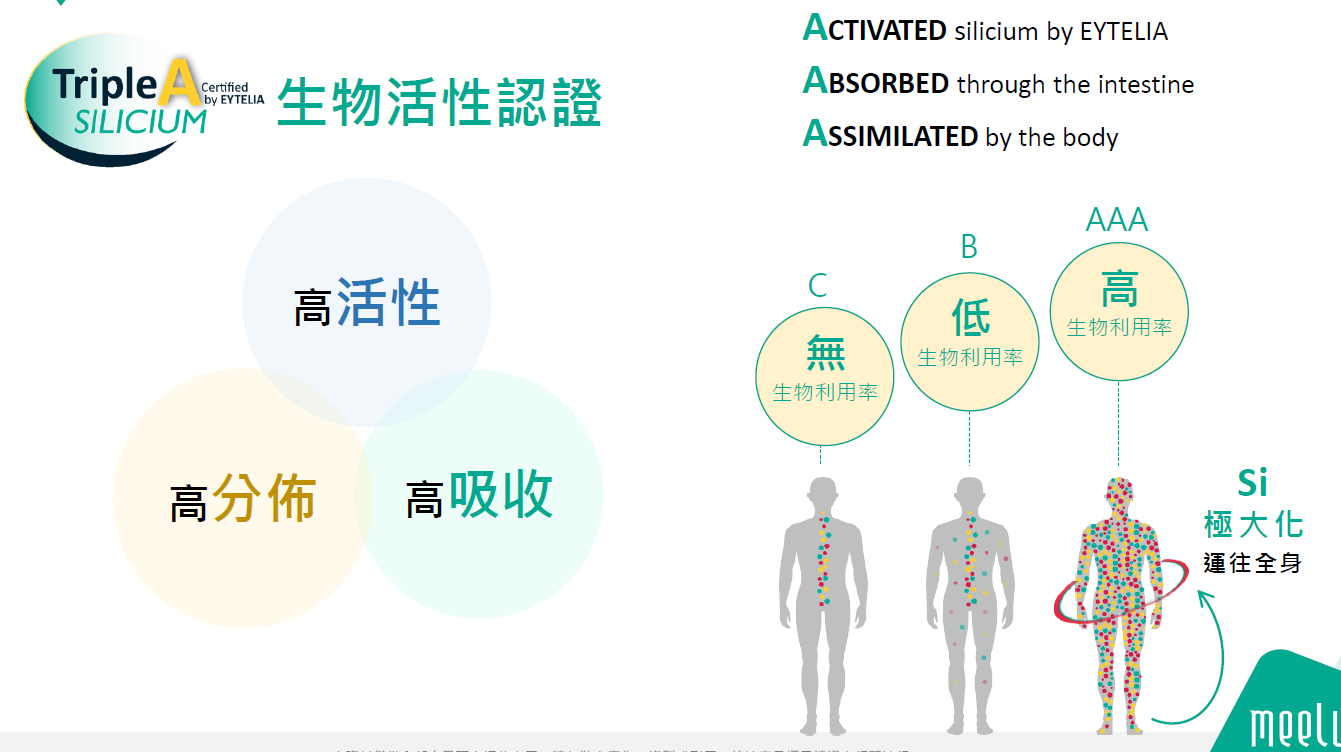 TripleA Certified by EYTELIA
SILICIUM
生物活性認證
ACTIVATED silicium by EYTELIA
ABSORBED through the intestine
ASSIMILATED by the body
高活性
高分佈
高吸收
C
無
生物利用率
B
低
生物利用率
AAA
高
生物利用率
Si
極大化
運往全身